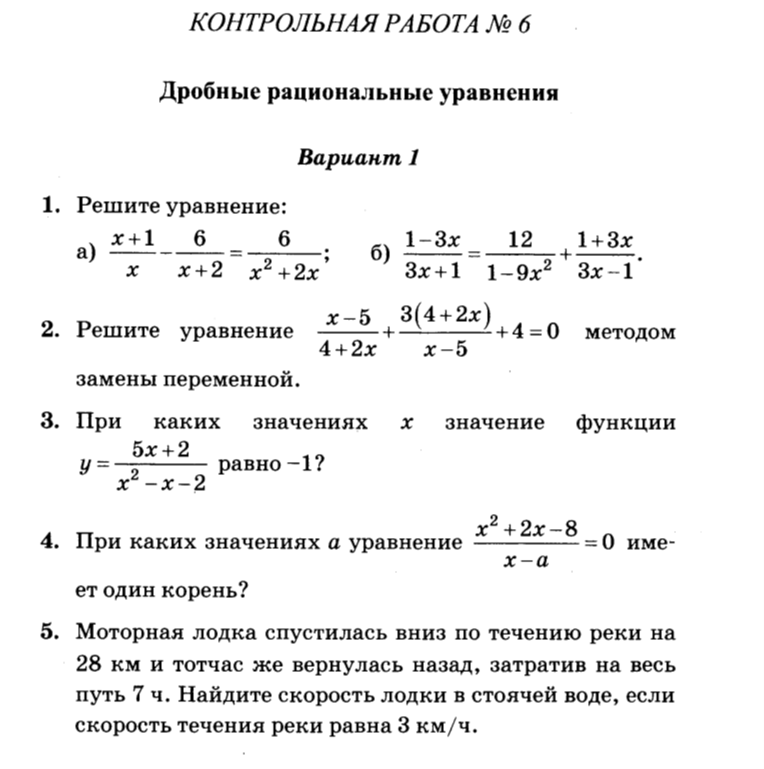 КОНТРОЛЬНАЯ РАБОТА № 6
Дробные рациональные уравнения
Вариант 1
1. Решите уравнение:
а) \frac{x+1}{x} - \frac{6}{x+2} = \frac{6}{x^2+2x}; б) \frac{1-3x}{3x+1} = \frac{12}{1-9x^2} + \frac{1+3x}{3x-1}.
2. Решите уравнение \frac{x-5}{4+2x} + \frac{3(4+2x)}{x-5} + 4 = 0 методом
замены переменной.
3. При каких значениях x значение функции
y = \frac{5x+2}{x^2-x-2} равно −1?
4. При каких значениях a уравнение \frac{x^2+2x-8}{x-a} = 0 име-
ет один корень?
5. Моторная лодка спустилась вниз по течению реки на
28 км и тотчас же вернулась назад, затратив на весь
путь 7 ч. Найдите скорость лодки в стоячей воде, если
скорость течения реки равна 3 км/ч.